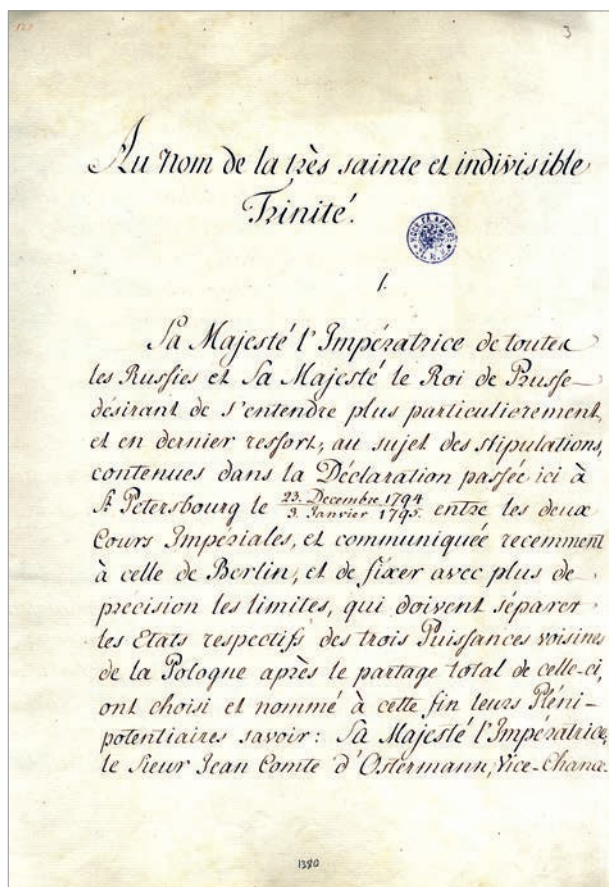 3
Au Nom de la très sainte et indivisible
Trinité.
1.
Sa Majesté l'Impératrice de toutes
les Russies et Sa Majesté le Roi de Prusse
désirant de s'entendre plus particulierement,
et en dernier ressort, au sujet des stipulations,
contenues dans la Déclaration passée ici à
St Petersbourg le 23. Decembre 1794 / 3. Janvier 1795. entre les deux
Cours Impériales, et communiquée recemment
à celle de Berlin, et de fixer avec plus de
précision les limites, qui doivent séparer
les Etats respectifs des trois Puissances voisines
de la Pologne après le partage total de celle-ci,
ont choisi et nommé à cette fin leurs Pléni-
potentiaires savoir: Sa Majesté l'Impératrice,
le Sieur Jean Comte d'Ostermann, Vice-Chance-
1380